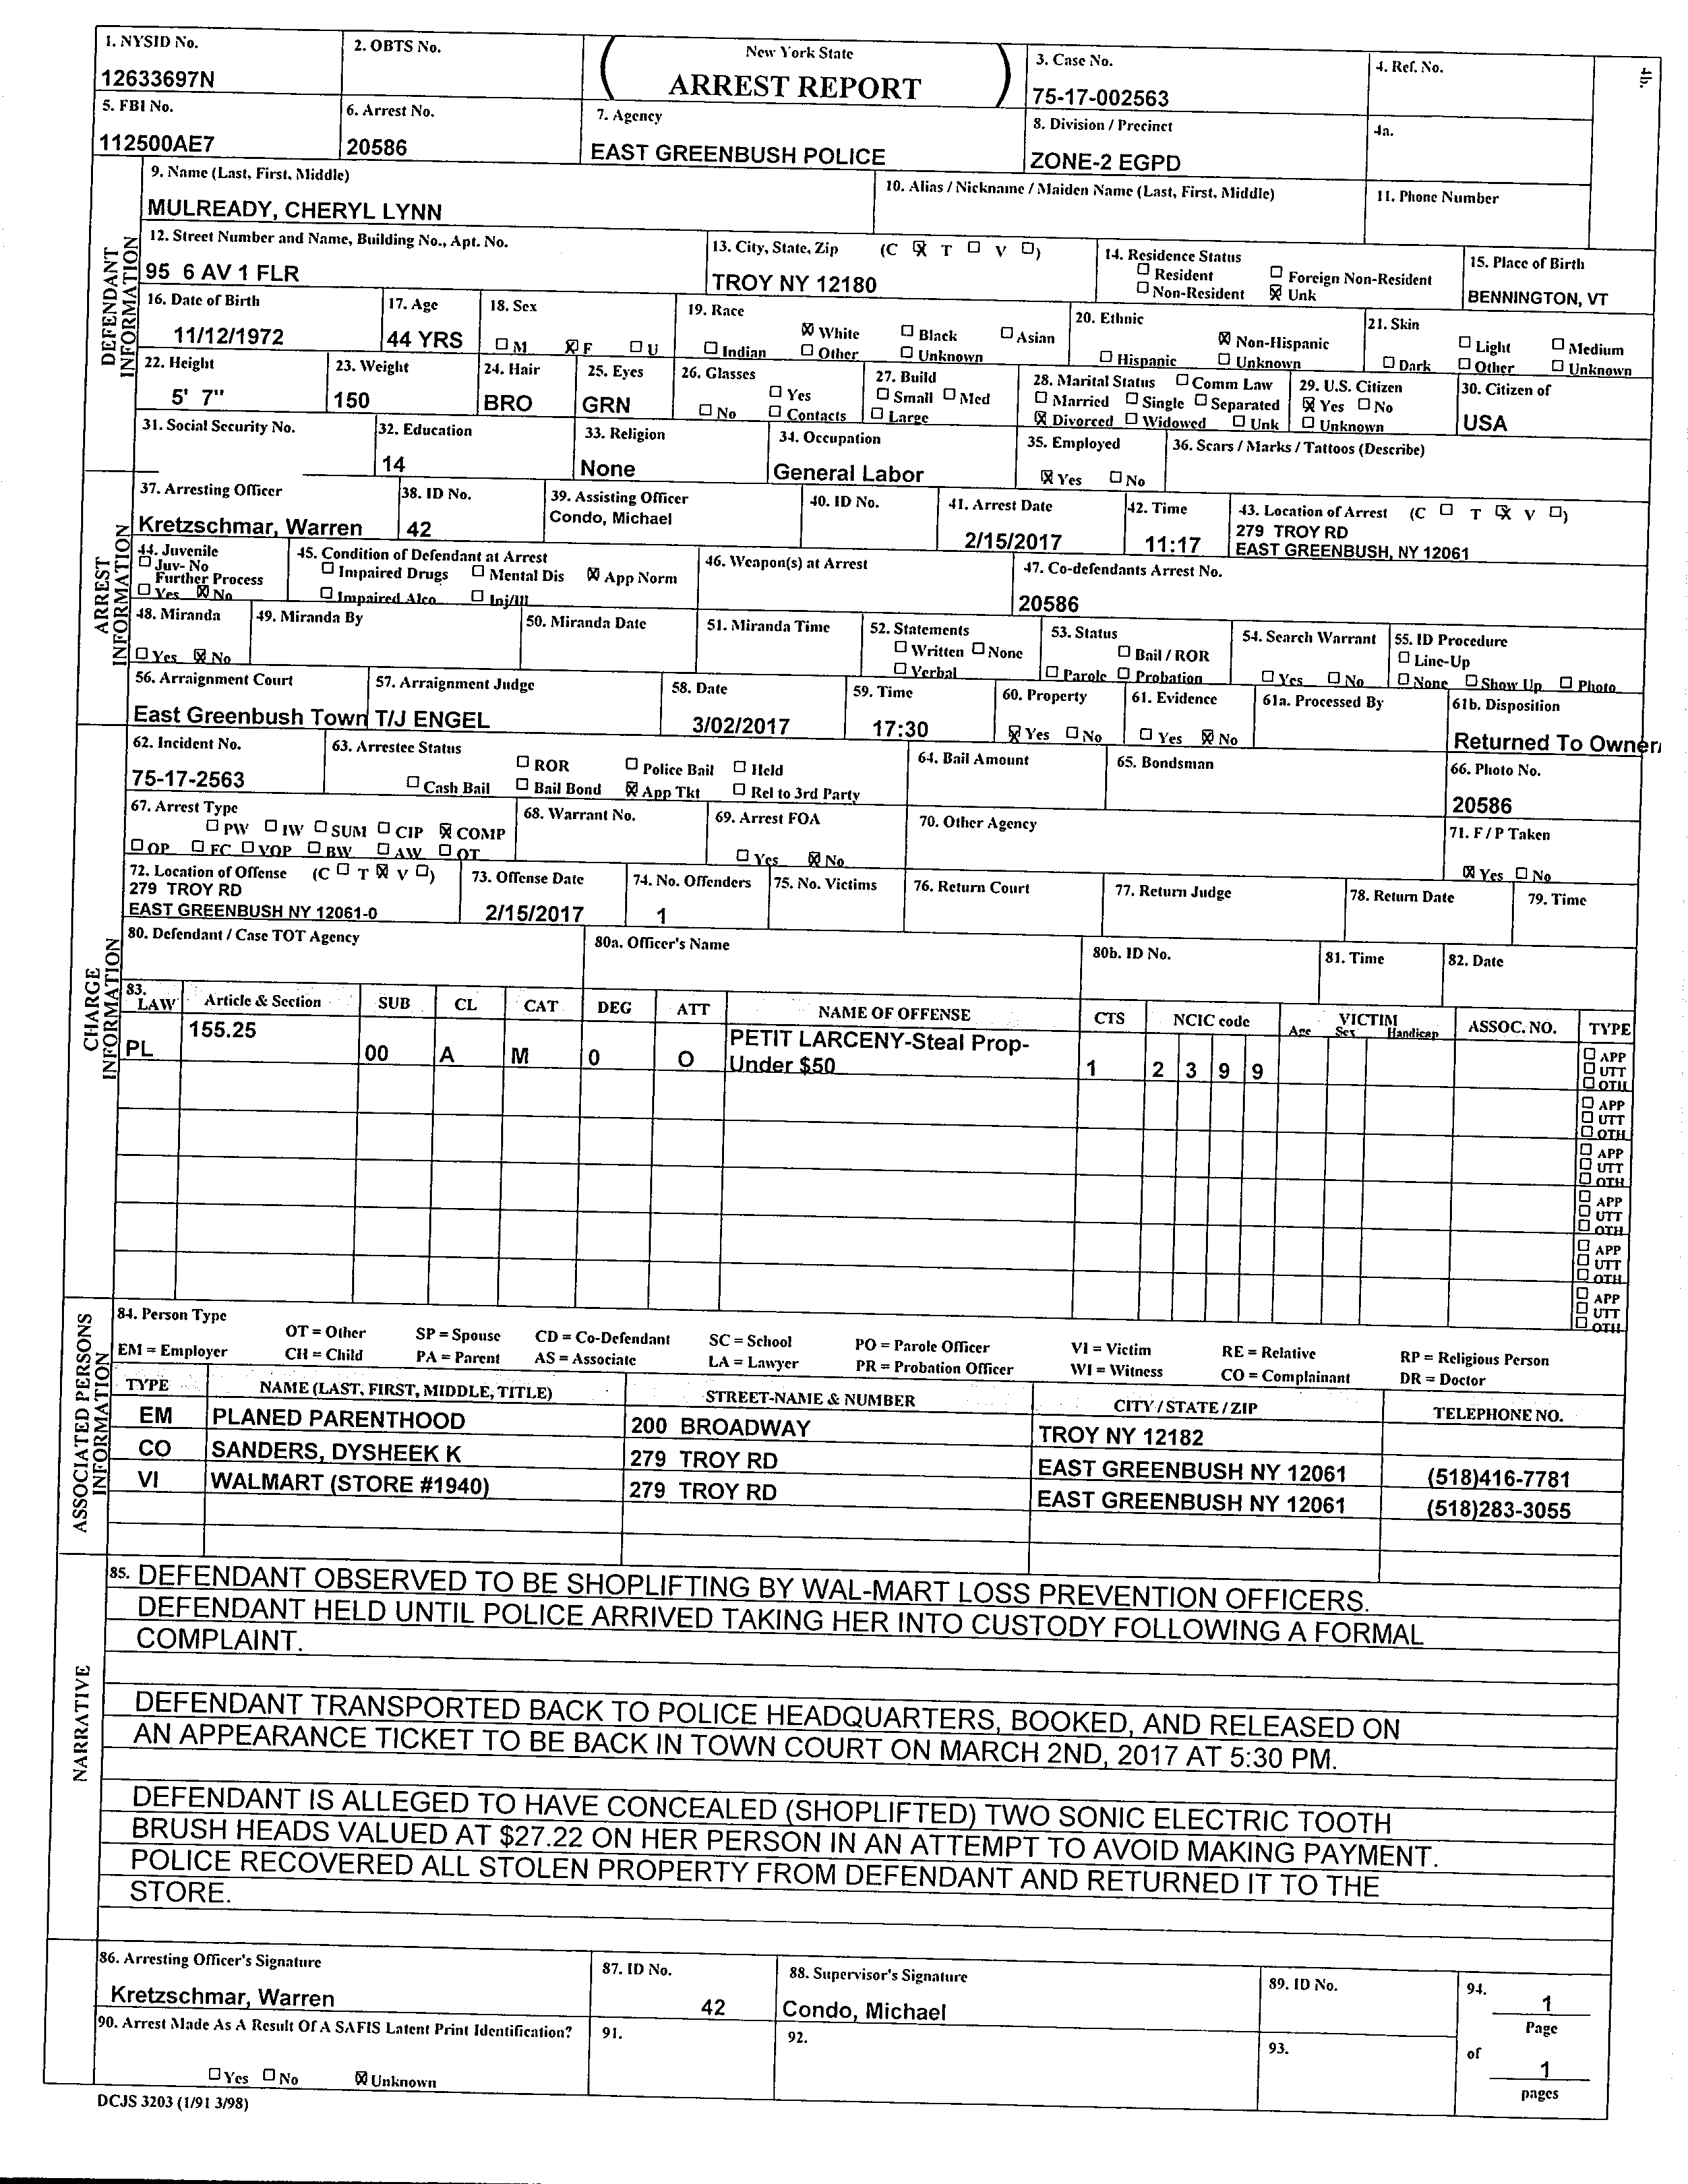 1. NYSID No. 2. OBTS No. New York State 3. Case No. 4. Ref. No. 4b.
12633697N ( ARREST REPORT ) 75-17-002563
5. FBI No. 6. Arrest No. 7. Agency 8. Division / Precinct 4a.
112500AE7 20586 EAST GREENBUSH POLICE ZONE-2 EGPD
DEFENDANT INFORMATION
9. Name (Last, First, Middle) 10. Alias / Nickname / Maiden Name (Last, First, Middle) 11. Phone Number
MULREADY, CHERYL LYNN
12. Street Number and Name, Building No., Apt. No. 13. City, State, Zip (C ☒ T ☐ V ☐) 14. Residence Status 15. Place of Birth
☐ Resident ☐ Foreign Non-Resident
95 6 AV 1 FLR TROY NY 12180 ☐ Non-Resident ☒ Unk BENNINGTON, VT
16. Date of Birth 17. Age 18. Sex 19. Race 20. Ethnic 21. Skin
☒ White ☐ Black ☐ Asian ☒ Non-Hispanic ☐ Light ☐ Medium
11/12/1972 44 YRS ☐ M ☒ F ☐ U ☐ Indian ☐ Other ☐ Unknown ☐ Hispanic ☐ Unknown ☐ Dark ☐ Other ☐ Unknown
22. Height 23. Weight 24. Hair 25. Eyes 26. Glasses 27. Build 28. Marital Status ☐ Comm Law 29. U.S. Citizen 30. Citizen of
☐ Yes ☐ Small ☐ Med ☐ Married ☐ Single ☐ Separated ☒ Yes ☐ No
5' 7" 150 BRO GRN ☐ No ☐ Contacts ☐ Large ☒ Divorced ☐ Widowed ☐ Unk ☐ Unknown USA
31. Social Security No. 32. Education 33. Religion 34. Occupation 35. Employed 36. Scars / Marks / Tattoos (Describe)
14 None General Labor ☒ Yes ☐ No
ARREST INFORMATION
37. Arresting Officer 38. ID No. 39. Assisting Officer 40. ID No. 41. Arrest Date 42. Time 43. Location of Arrest (C ☐ T ☒ V ☐)
Kretzschmar, Warren 42 Condo, Michael 2/15/2017 11:17 279 TROY RD
EAST GREENBUSH, NY 12061
44. Juvenile 45. Condition of Defendant at Arrest 46. Weapon(s) at Arrest 47. Co-defendants Arrest No.
☐ Juv- No ☐ Impaired Drugs ☐ Mental Dis ☒ App Norm
Further Process
☐ Yes ☒ No ☐ Impaired Alco ☐ Inj/Ill 20586
48. Miranda 49. Miranda By 50. Miranda Date 51. Miranda Time 52. Statements 53. Status 54. Search Warrant 55. ID Procedure
☐ Written ☐ None ☐ Bail / ROR ☐ Line-Up
☐ Yes ☒ No ☐ Verbal ☐ Parole ☐ Probation ☐ Yes ☐ No ☐ None ☐ Show Up ☐ Photo
56. Arraignment Court 57. Arraignment Judge 58. Date 59. Time 60. Property 61. Evidence 61a. Processed By 61b. Disposition
East Greenbush Town T/J ENGEL 3/02/2017 17:30 ☒ Yes ☐ No ☐ Yes ☒ No Returned To Owner/
CHARGE INFORMATION
62. Incident No. 63. Arrestee Status 64. Bail Amount 65. Bondsman 66. Photo No.
☐ ROR ☐ Police Bail ☐ Held
75-17-2563 ☐ Cash Bail ☐ Bail Bond ☒ App Tkt ☐ Rel to 3rd Party 20586
67. Arrest Type 68. Warrant No. 69. Arrest FOA 70. Other Agency 71. F / P Taken
☐ PW ☐ IW ☐ SUM ☐ CIP ☒ COMP
☐ OP ☐ FC ☐ VOP ☐ BW ☐ AW ☐ OT ☐ Yes ☒ No ☒ Yes ☐ No
72. Location of Offense (C ☐ T ☒ V ☐) 73. Offense Date 74. No. Offenders 75. No. Victims 76. Return Court 77. Return Judge 78. Return Date 79. Time
279 TROY RD
EAST GREENBUSH NY 12061-0 2/15/2017 1
80. Defendant / Case TOT Agency 80a. Officer's Name 80b. ID No. 81. Time 82. Date
83. LAW Article & Section SUB CL CAT DEG ATT NAME OF OFFENSE CTS NCIC code VICTIM Age Sex Handicap ASSOC. NO. TYPE
PL 155.25 00 A M 0 O PETIT LARCENY-Steal Prop- 1 2 3 9 9 ☐ APP
Under $50 ☐ UTT
☐ OTH
☐ APP
☐ UTT
☐ OTH
☐ APP
☐ UTT
☐ OTH
☐ APP
☐ UTT
☐ OTH
☐ APP
☐ UTT
☐ OTH
☐ APP
☐ UTT
☐ OTH
ASSOCIATED PERSONS INFORMATION
84. Person Type
OT = Other SP = Spouse CD = Co-Defendant SC = School PO = Parole Officer VI = Victim RE = Relative RP = Religious Person
EM = Employer CH = Child PA = Parent AS = Associate LA = Lawyer PR = Probation Officer WI = Witness CO = Complainant DR = Doctor
TYPE NAME (LAST, FIRST, MIDDLE, TITLE) STREET-NAME & NUMBER CITY / STATE / ZIP TELEPHONE NO.
EM PLANED PARENTHOOD 200 BROADWAY TROY NY 12182
CO SANDERS, DYSHEEK K 279 TROY RD EAST GREENBUSH NY 12061 (518)416-7781
VI WALMART (STORE #1940) 279 TROY RD EAST GREENBUSH NY 12061 (518)283-3055
NARRATIVE
85. DEFENDANT OBSERVED TO BE SHOPLIFTING BY WAL-MART LOSS PREVENTION OFFICERS.
DEFENDANT HELD UNTIL POLICE ARRIVED TAKING HER INTO CUSTODY FOLLOWING A FORMAL
COMPLAINT.
DEFENDANT TRANSPORTED BACK TO POLICE HEADQUARTERS, BOOKED, AND RELEASED ON
AN APPEARANCE TICKET TO BE BACK IN TOWN COURT ON MARCH 2ND, 2017 AT 5:30 PM.
DEFENDANT IS ALLEGED TO HAVE CONCEALED (SHOPLIFTED) TWO SONIC ELECTRIC TOOTH
BRUSH HEADS VALUED AT $27.22 ON HER PERSON IN AN ATTEMPT TO AVOID MAKING PAYMENT.
POLICE RECOVERED ALL STOLEN PROPERTY FROM DEFENDANT AND RETURNED IT TO THE
STORE.
86. Arresting Officer's Signature 87. ID No. 88. Supervisor's Signature 89. ID No. 94.
Kretzschmar, Warren 42 Condo, Michael 1
Page
90. Arrest Made As A Result Of A SAFIS Latent Print Identification? 91. 92. 93. of
☐ Yes ☐ No ☒ Unknown 1
pages
DCJS 3203 (1/91 3/98)